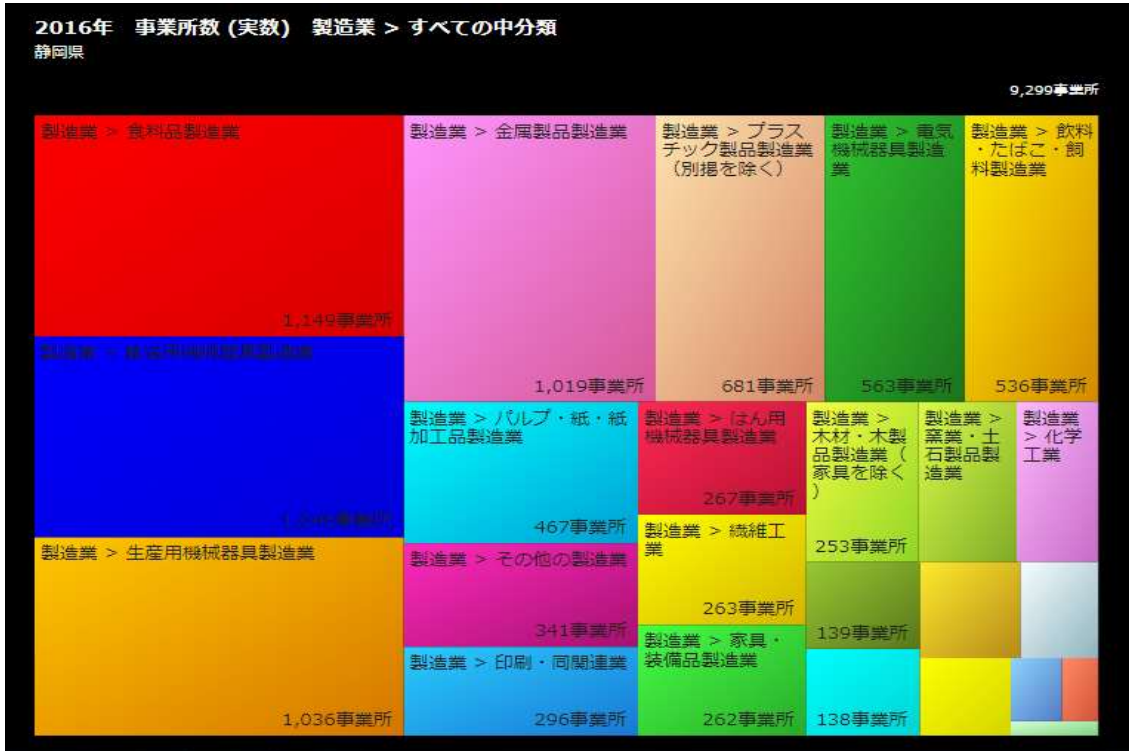 2016年 事業所数 (実数) 製造業 > すべての中分類
静岡県
9,299事業所
製造業 > 食料品製造業
1,149事業所
製造業 > 輸送用機械器具製造業
製造業 > 生産用機械器具製造業
1,036事業所
製造業 > 金属製品製造業
1,019事業所
製造業 > プラス
チック製品製造業
（別掲を除く）
681事業所
製造業 > 電気
機械器具製造
業
563事業所
製造業 > 飲料
・たばこ・飼
料製造業
536事業所
製造業 > パルプ・紙・紙
加工品製造業
467事業所
製造業 > その他の製造業
341事業所
製造業 > 印刷・同関連業
296事業所
製造業 > はん用
機械器具製造業
267事業所
製造業 > 繊維工
業
263事業所
製造業 > 家具・
装備品製造業
262事業所
製造業 >
木材・木製
品製造業（
家具を除く
）
253事業所
製造業 >
窯業・土
石製品製
造業
製造業
> 化学
工業
139事業所
138事業所